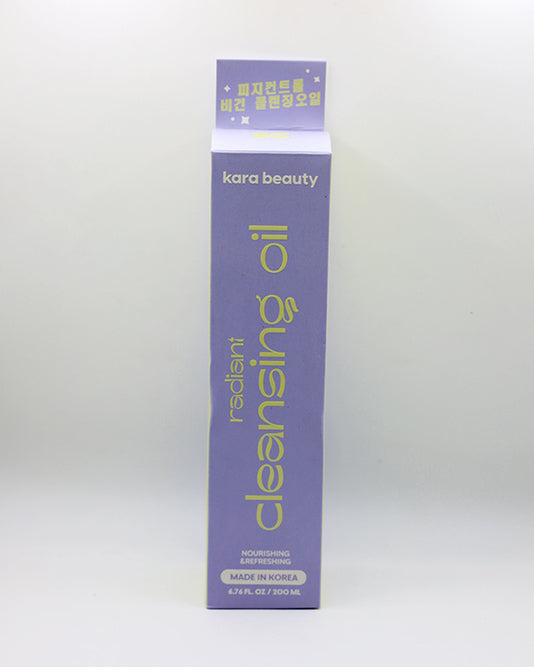 피지컨트롤
비건 클렌징오일
kara beauty
radiant
cleansing oil
NOURISHING
&REFRESHING
MADE IN KOREA
6.76 FL. OZ / 200 ML